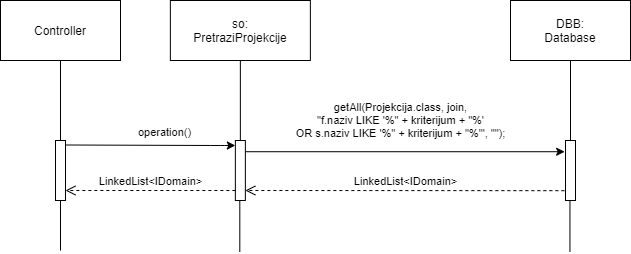 Controller
so:
PretraziProjekcije
DBB:
Database
getAll(Projekcija.class, join,
"f.naziv LIKE '%" + kriterijum + "%'
OR s.naziv LIKE '%" + kriterijum + "%'", "");
operation()
LinkedList<IDomain>
LinkedList<IDomain>